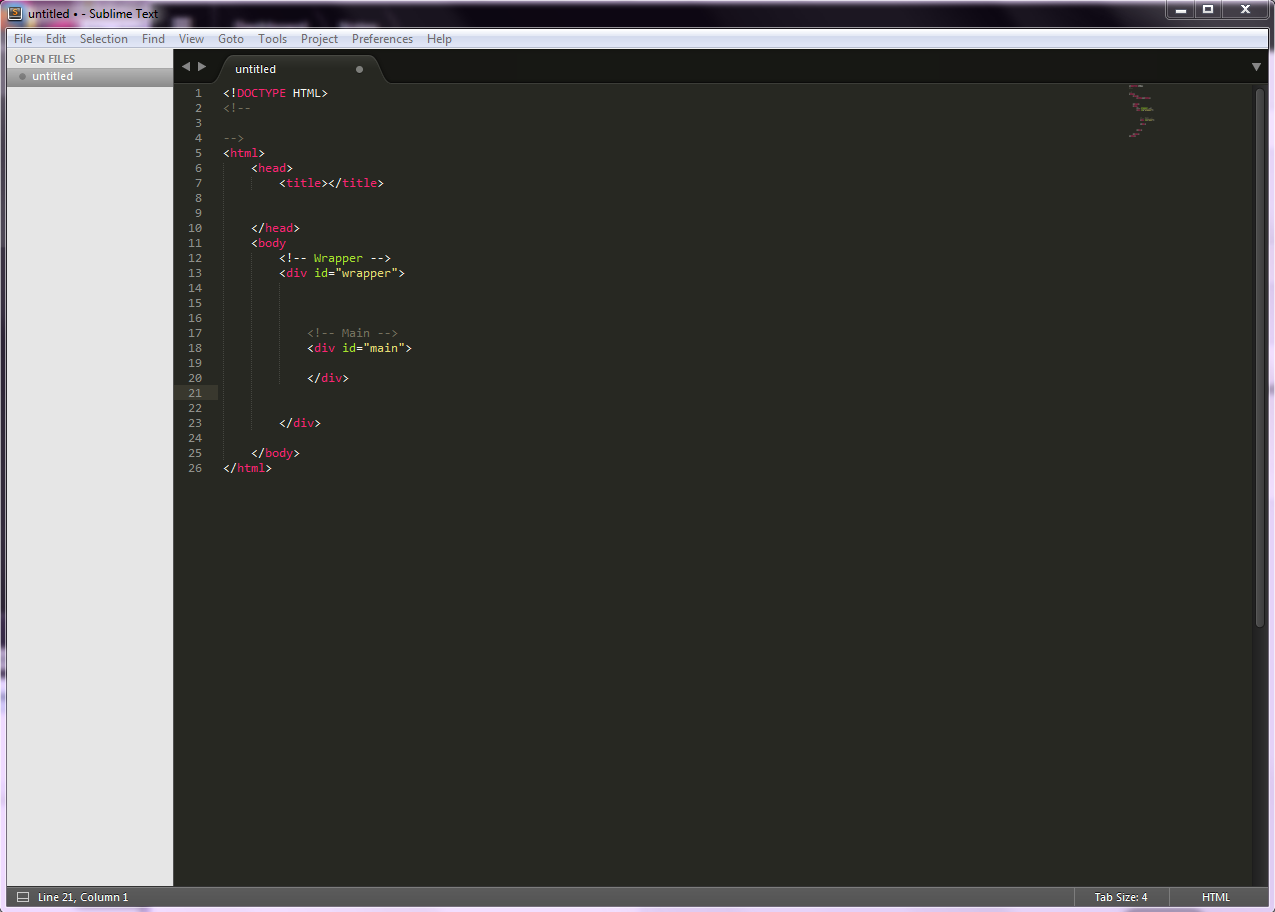 untitled • - Sublime Text
File Edit Selection Find View Goto Tools Project Preferences Help
OPEN FILES
untitled
untitled
1 <!DOCTYPE HTML>
2 <!--
3
4 -->
5 <html>
6 <head>
7 <title></title>
8
9
10 </head>
11 <body
12 <!-- Wrapper -->
13 <div id="wrapper">
14
15
16
17 <!-- Main -->
18 <div id="main">
19
20 </div>
21
22
23 </div>
24
25 </body>
26 </html>
Line 21, Column 1 Tab Size: 4 HTML